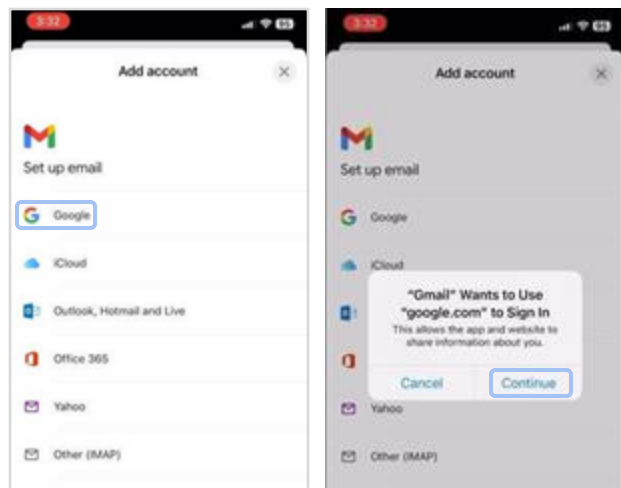 3:32
95
Add account
Set up email
Google
iCloud
Outlook, Hotmail and Live
Office 365
Yahoo
Other (IMAP)
3:32
95
Add account
Set up email
Google
iCloud
"Gmail" Wants to Use
"google.com" to Sign In
This allows the app and website to
share information about you.
Cancel Continue
Yahoo
Other (IMAP)